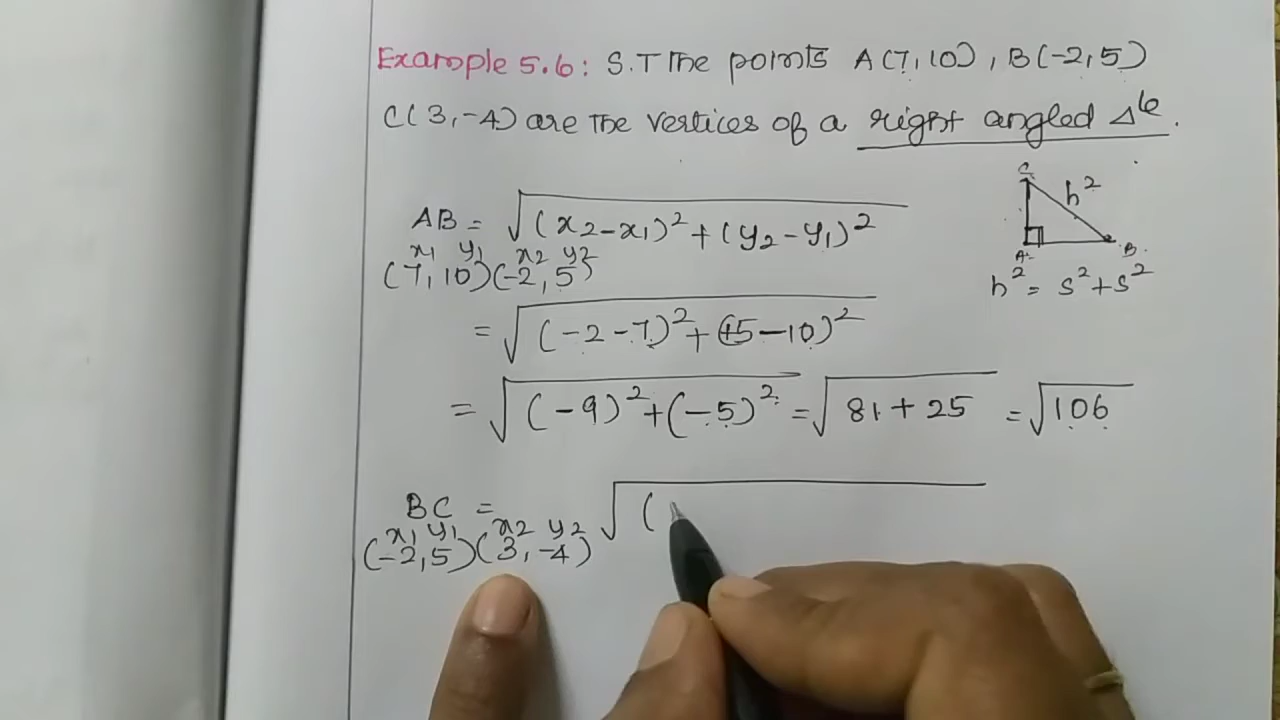 Example 5.6: S.T The points A(7,10), B(-2,5)
C(3,-4) are the vertices of a right angled Δle.
AB = √(x2-x1)²+(y2-y1)²
x1 y1 x2 y2
(7,10)(-2,5)
= √(-2-7)²+(+5-10)²
= √(-9)²+(-5)² = √81+25 = √106
C
h²
A B
h² = s²+s²
BC = √(
x1 y1 x2 y2
(-2,5)(3,-4)